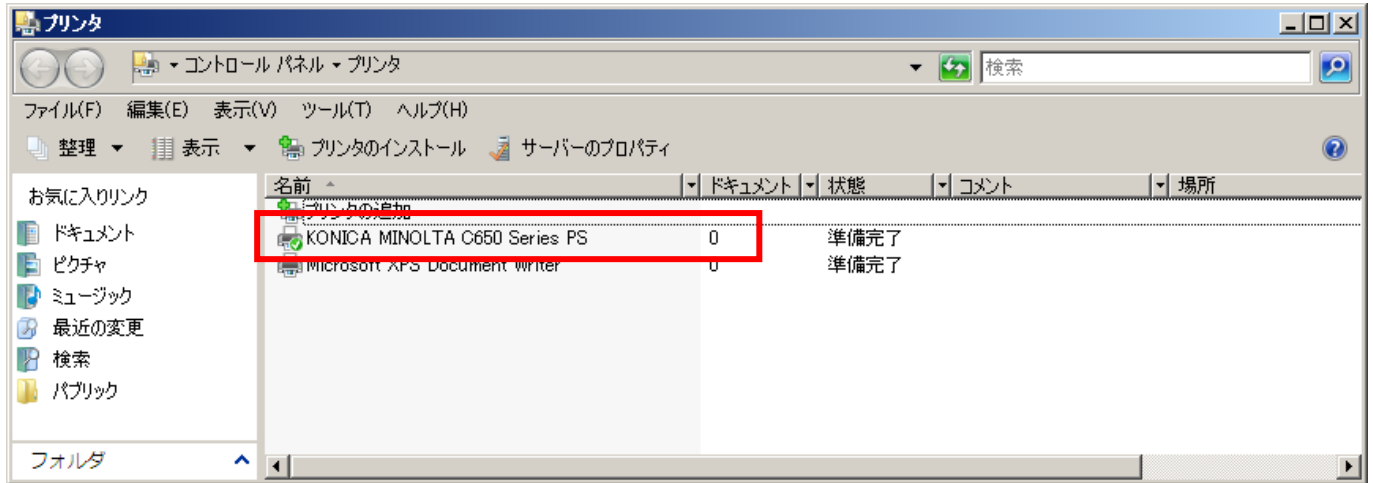 プリンタ
コントロール パネル プリンタ 検索
ファイル(F) 編集(E) 表示(V) ツール(T) ヘルプ(H)
整理 表示 プリンタのインストール サーバーのプロパティ
お気に入りリンク
ドキュメント
ピクチャ
ミュージック
最近の変更
検索
パブリック
フォルダ
名前 ドキュメント 状態 コメント 場所
プリンタの追加
KONICA MINOLTA C650 Series PS 0 準備完了
Microsoft XPS Document Writer 0 準備完了